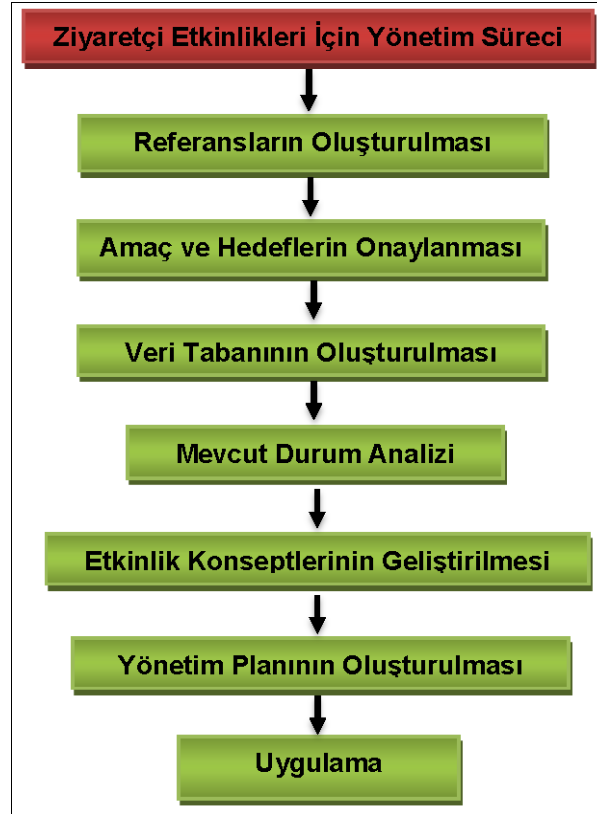 Ziyaretçi Etkinlikleri İçin Yönetim Süreci
Referansların Oluşturulması
Amaç ve Hedeflerin Onaylanması
Veri Tabanının Oluşturulması
Mevcut Durum Analizi
Etkinlik Konseptlerinin Geliştirilmesi
Yönetim Planının Oluşturulması
Uygulama